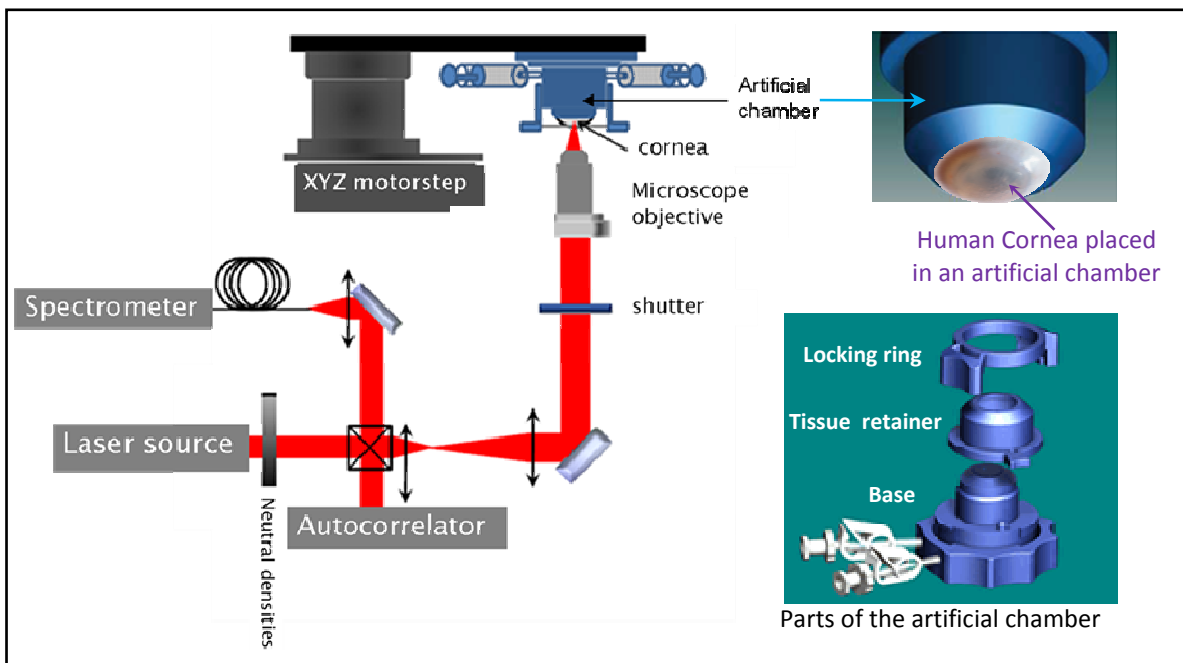 Artificial
chamber
cornea
XYZ motorstep
Microscope
objective
Human Cornea placed
in an artificial chamber
Spectrometer
shutter
Locking ring
Tissue retainer
Laser source
Base
Autocorrelator
Neutral densities
Parts of the artificial chamber